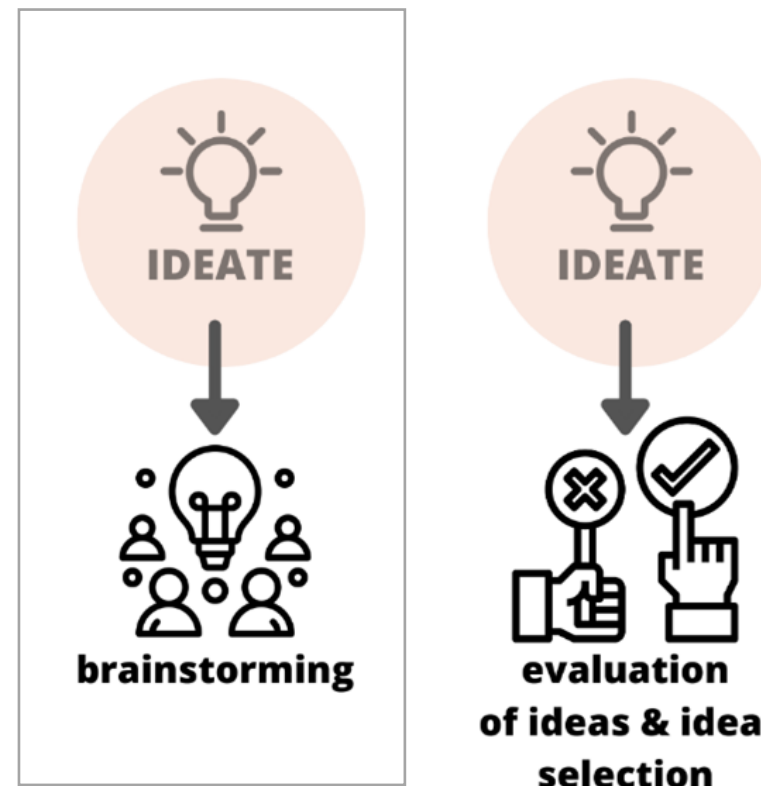 IDEATE
brainstorming
IDEATE
evaluation
of ideas & idea
selection